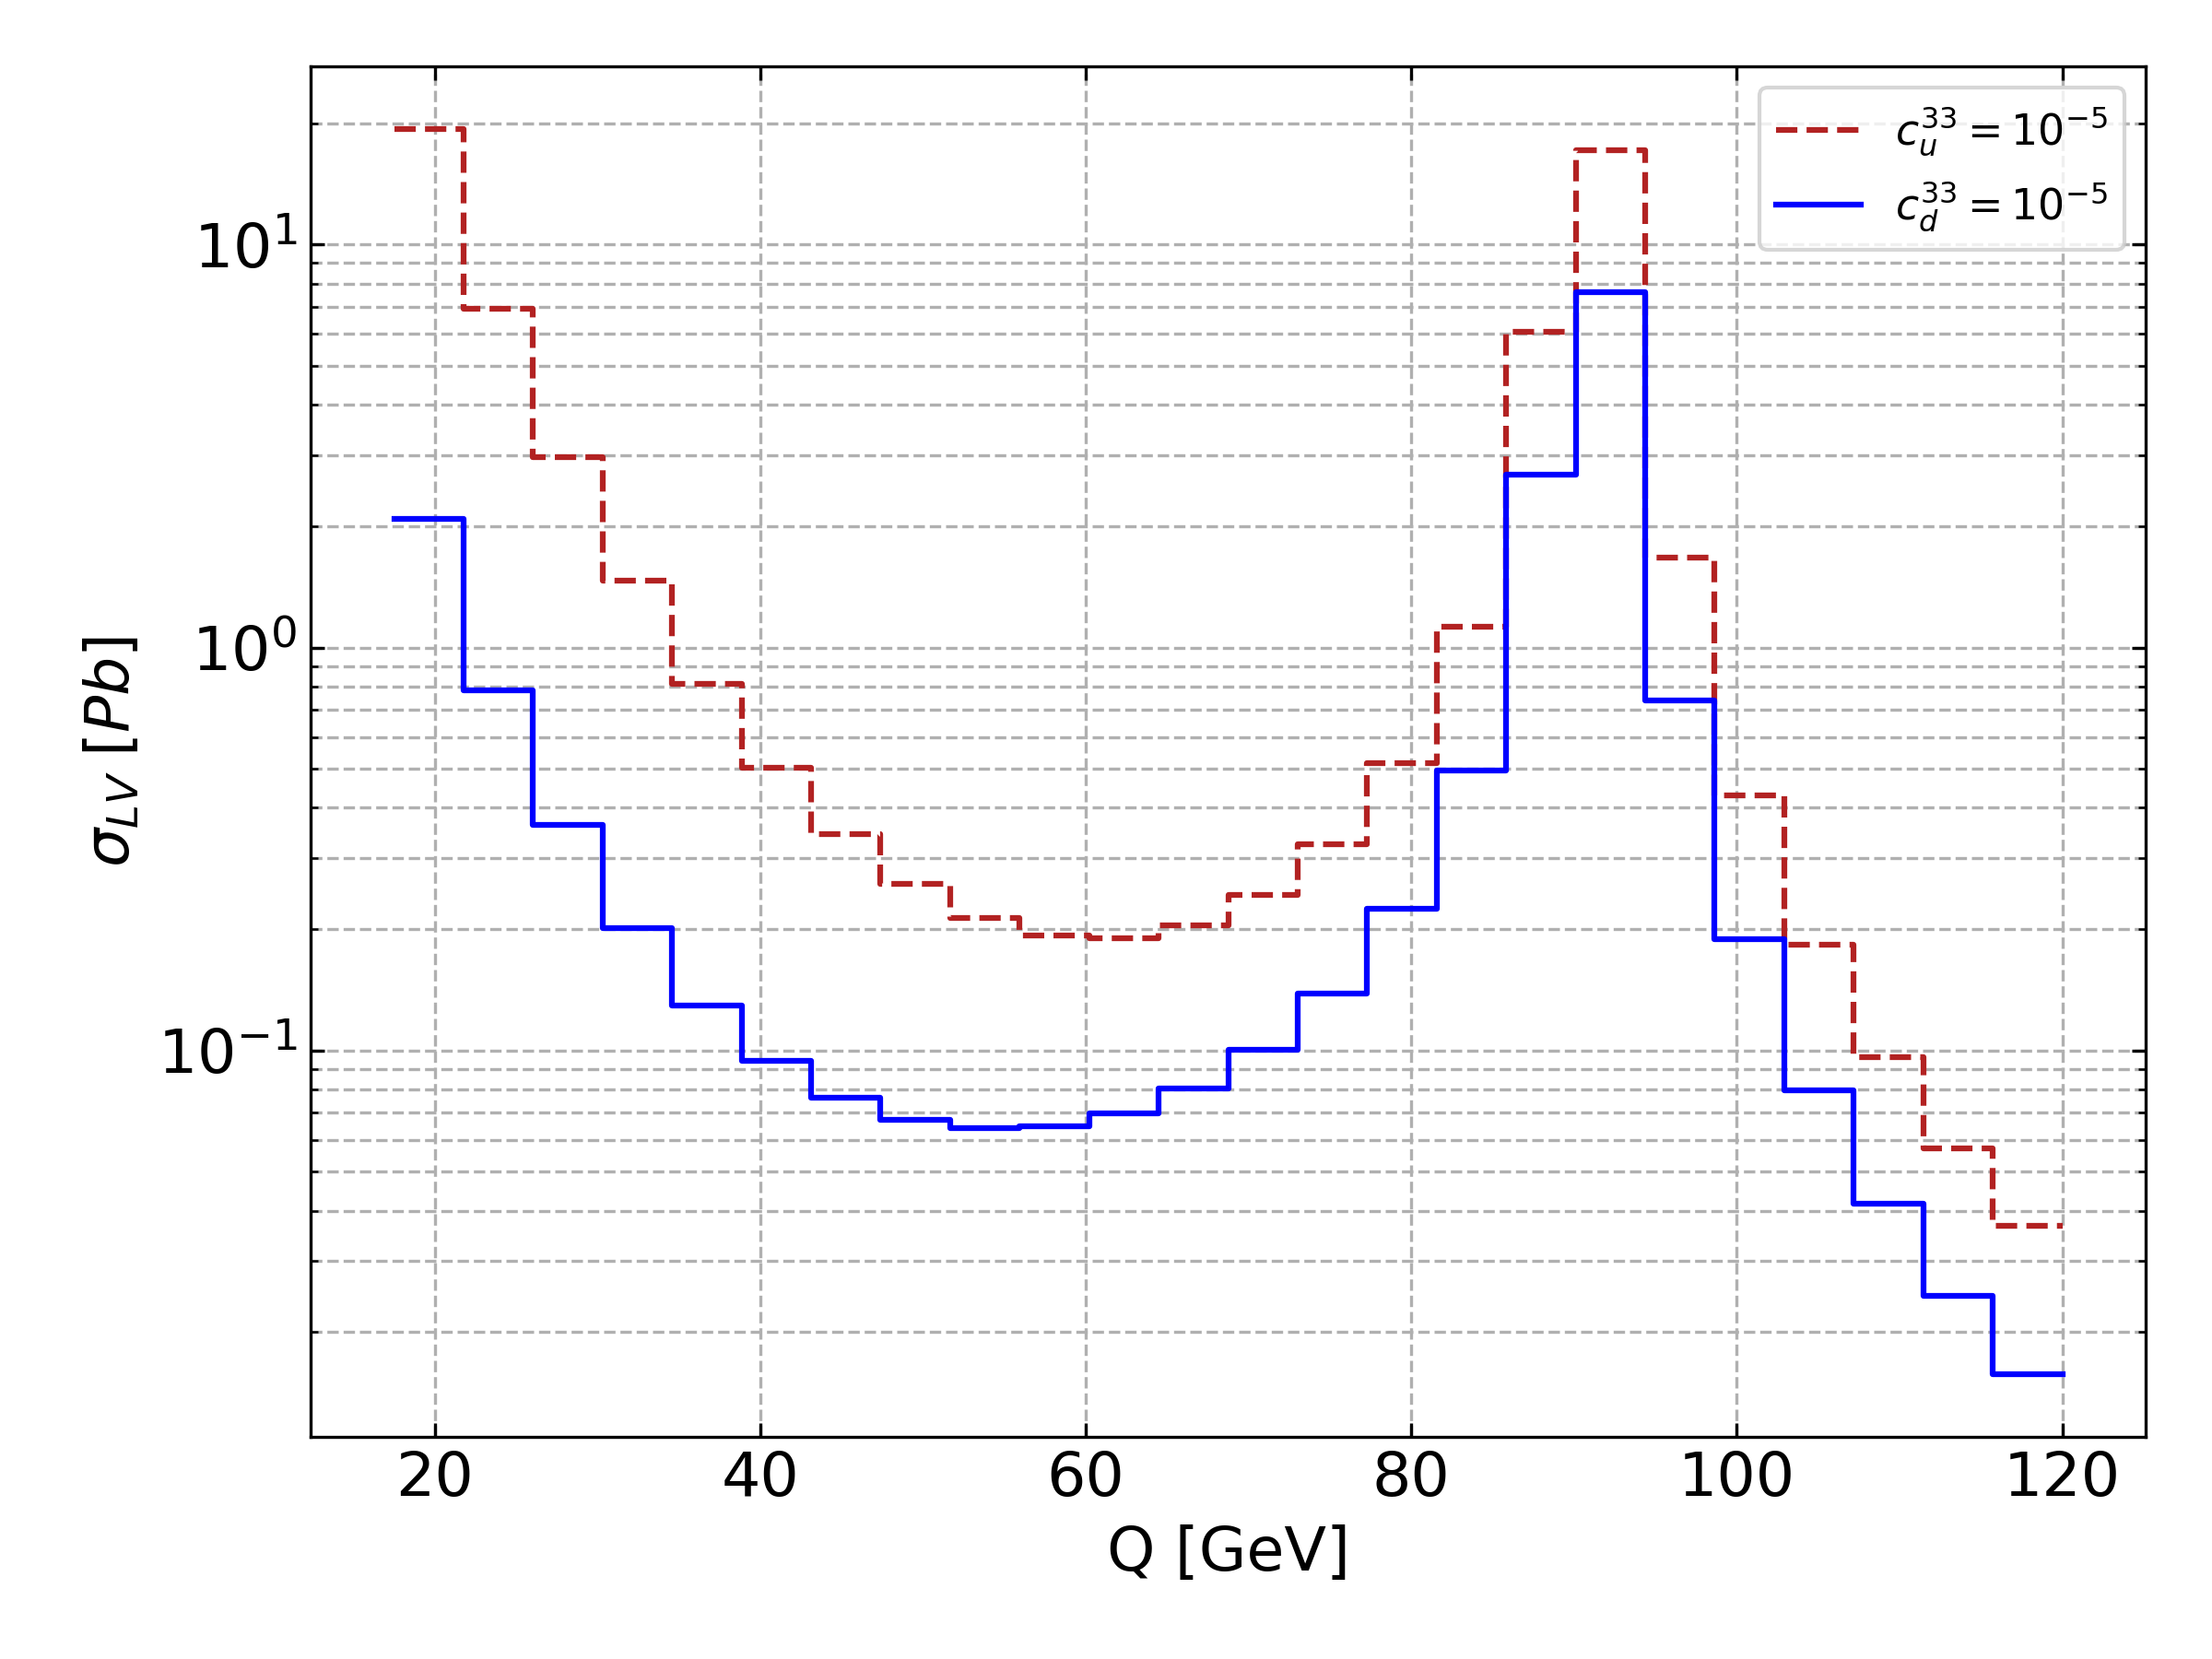 c_u^{33} = 10^{-5}
c_d^{33} = 10^{-5}
10^1
10^0
10^{-1}
σ_{LV} [Pb]
20 40 60 80 100 120
Q [GeV]